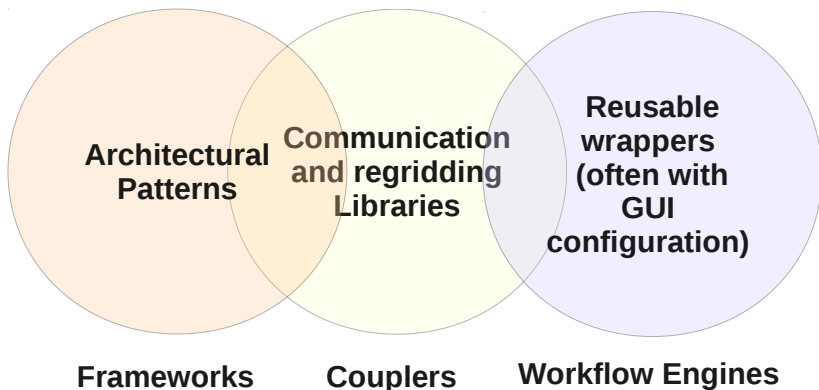 Architectural
Patterns
Communication
and regridding
Libraries
Reusable
wrappers
(often with
GUI
configuration)
Frameworks
Couplers
Workflow Engines